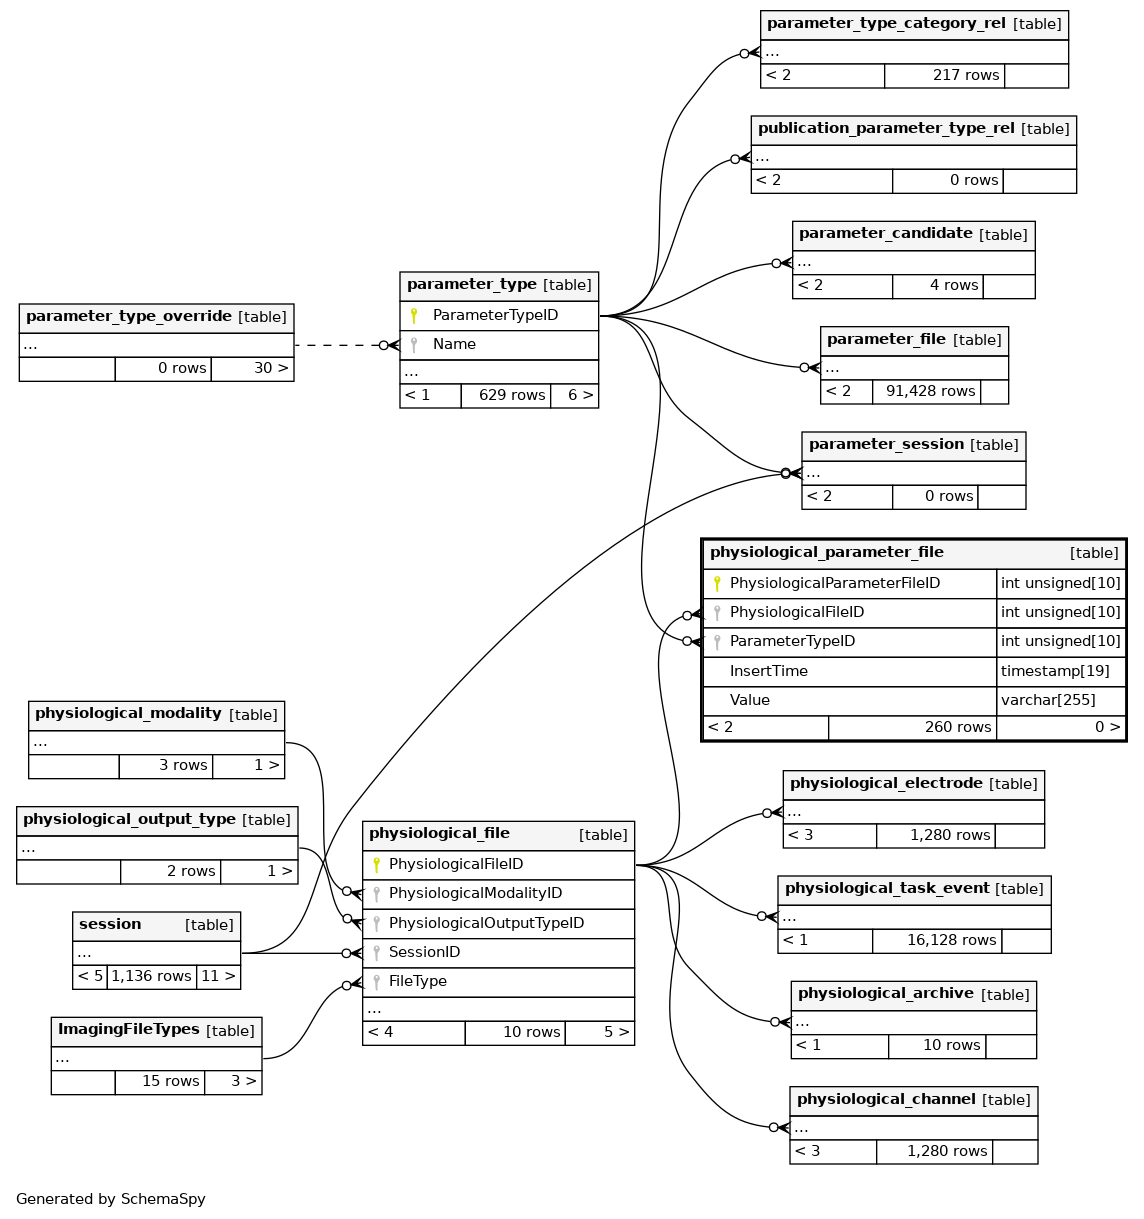 parameter_type_category_rel [table]
...
< 2 217 rows
publication_parameter_type_rel [table]
...
< 2 0 rows
parameter_candidate [table]
...
< 2 4 rows
parameter_type [table]
ParameterTypeID
Name
...
< 1 629 rows 6 >
parameter_type_override [table]
...
0 rows 30 >
parameter_file [table]
...
< 2 91,428 rows
parameter_session [table]
...
< 2 0 rows
physiological_parameter_file [table]
PhysiologicalParameterFileID int unsigned[10]
PhysiologicalFileID int unsigned[10]
ParameterTypeID int unsigned[10]
InsertTime timestamp[19]
Value varchar[255]
< 2 260 rows 0 >
physiological_modality [table]
...
3 rows 1 >
physiological_output_type [table]
...
2 rows 1 >
session [table]
...
< 5 1,136 rows 11 >
ImagingFileTypes [table]
...
15 rows 3 >
physiological_file [table]
PhysiologicalFileID
PhysiologicalModalityID
PhysiologicalOutputTypeID
SessionID
FileType
...
< 4 10 rows 5 >
physiological_electrode [table]
...
< 3 1,280 rows
physiological_task_event [table]
...
< 1 16,128 rows
physiological_archive [table]
...
< 1 10 rows
physiological_channel [table]
...
< 3 1,280 rows
Generated by SchemaSpy